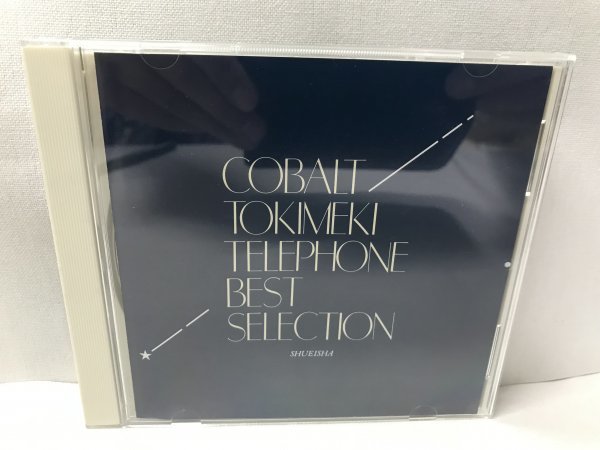 COBALT
TOKIMEKI
TELEPHONE
BEST
SELECTION
SHUEISHA